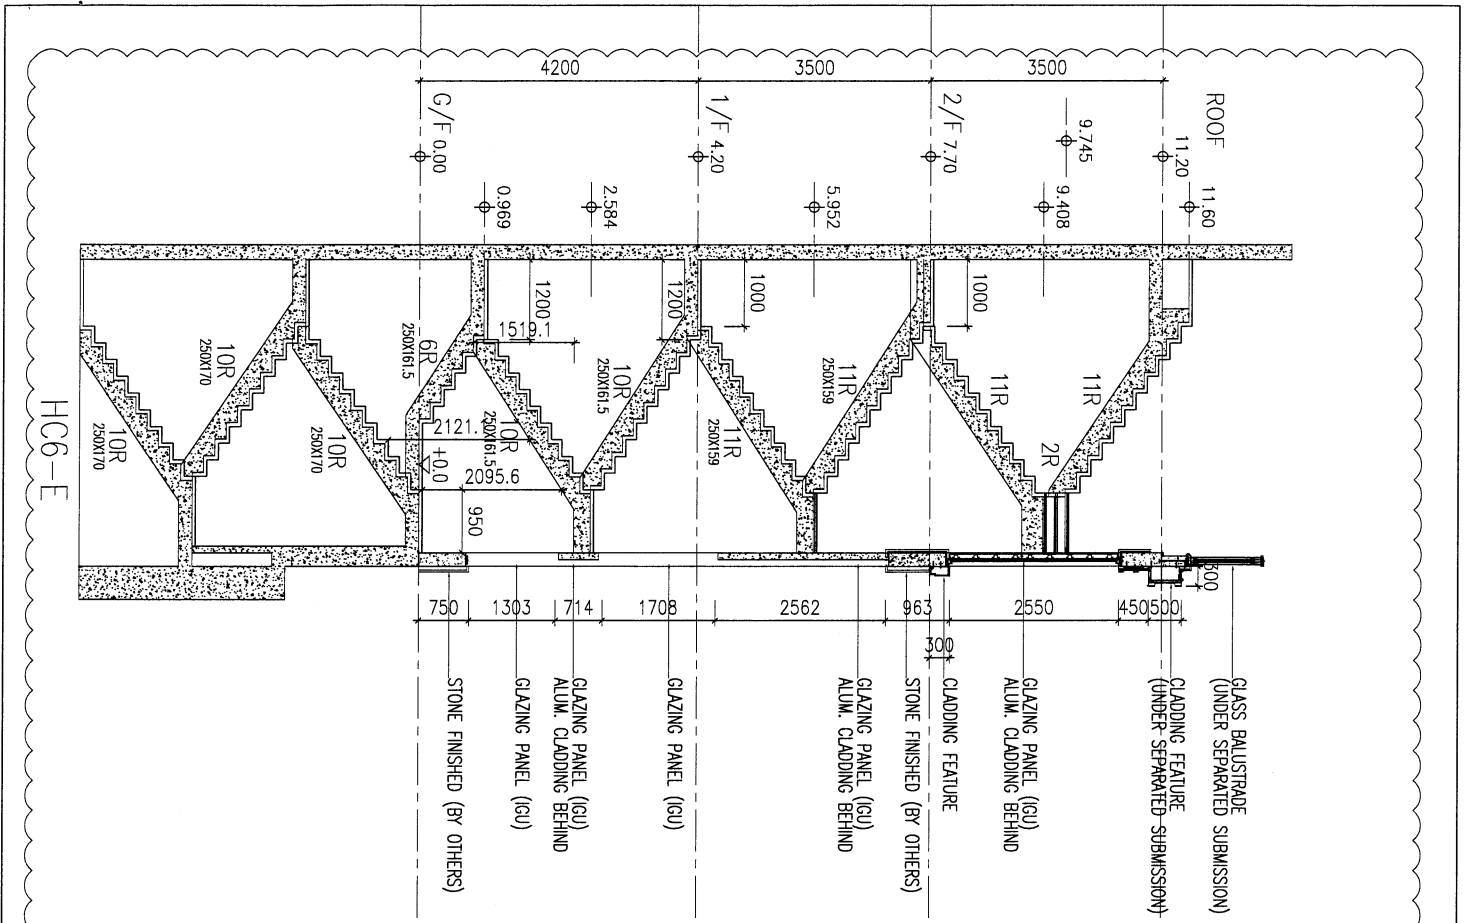 4200
3500
3500
G/F 0.00
1/F 4.20
2/F 7.70
9.745
11.20
ROOF
0.969
2.584
5.952
9.408
11.60
1200
1519.1
1200
1000
1000
10R
250X170
10R
250X170
10R
250X170
6R
250X161.5
10R
250X161.5
10R
250X161.5
11R
250X159
11R
250X159
11R
11R
2R
+0.0
2095.6
950
HC6-E
300
750
1303
714
1708
2562
963
2550
450
500
300
STONE FINISHED (BY OTHERS)
GLAZING PANEL (IGU)
GLAZING PANEL (IGU)
ALUM. CLADDING BEHIND
GLAZING PANEL (IGU)
GLAZING PANEL (IGU)
ALUM. CLADDING BEHIND
STONE FINISHED (BY OTHERS)
CLADDING FEATURE
GLAZING PANEL (IGU)
ALUM. CLADDING BEHIND
CLADDING FEATURE
(UNDER SEPARATED SUBMISSION)
GLASS BALUSTRADE
(UNDER SEPARATED SUBMISSION)